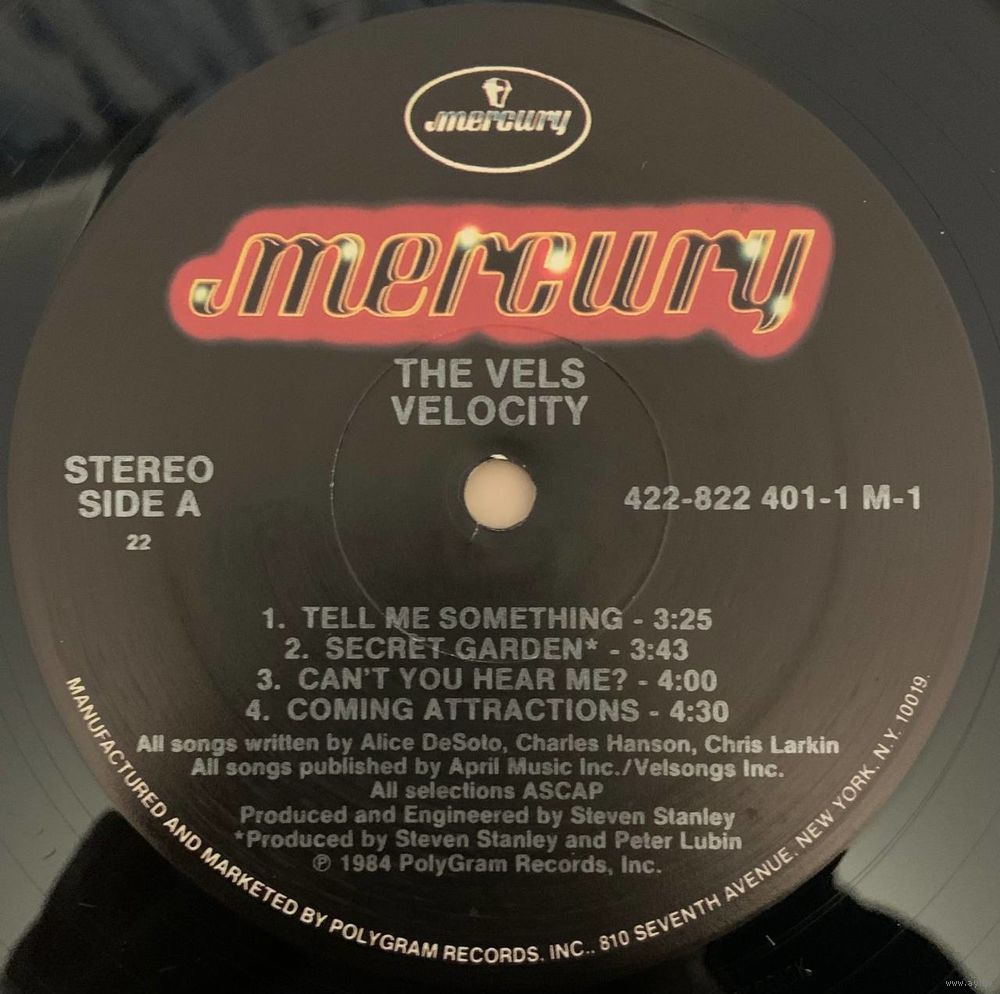 mercury
mercury
THE VELS
VELOCITY
STEREO
SIDE A
22
422-822 401-1 M-1
1. TELL ME SOMETHING - 3:25
2. SECRET GARDEN* - 3:43
3. CAN'T YOU HEAR ME? - 4:00
4. COMING ATTRACTIONS - 4:30
All songs written by Alice DeSoto, Charles Hanson, Chris Larkin
All songs published by April Music Inc./Velsongs Inc.
All selections ASCAP
Produced and Engineered by Steven Stanley
*Produced by Steven Stanley and Peter Lubin
℗ 1984 PolyGram Records, Inc.
MANUFACTURED AND MARKETED BY POLYGRAM RECORDS, INC., 810 SEVENTH AVENUE, NEW YORK, N.Y. 10019.